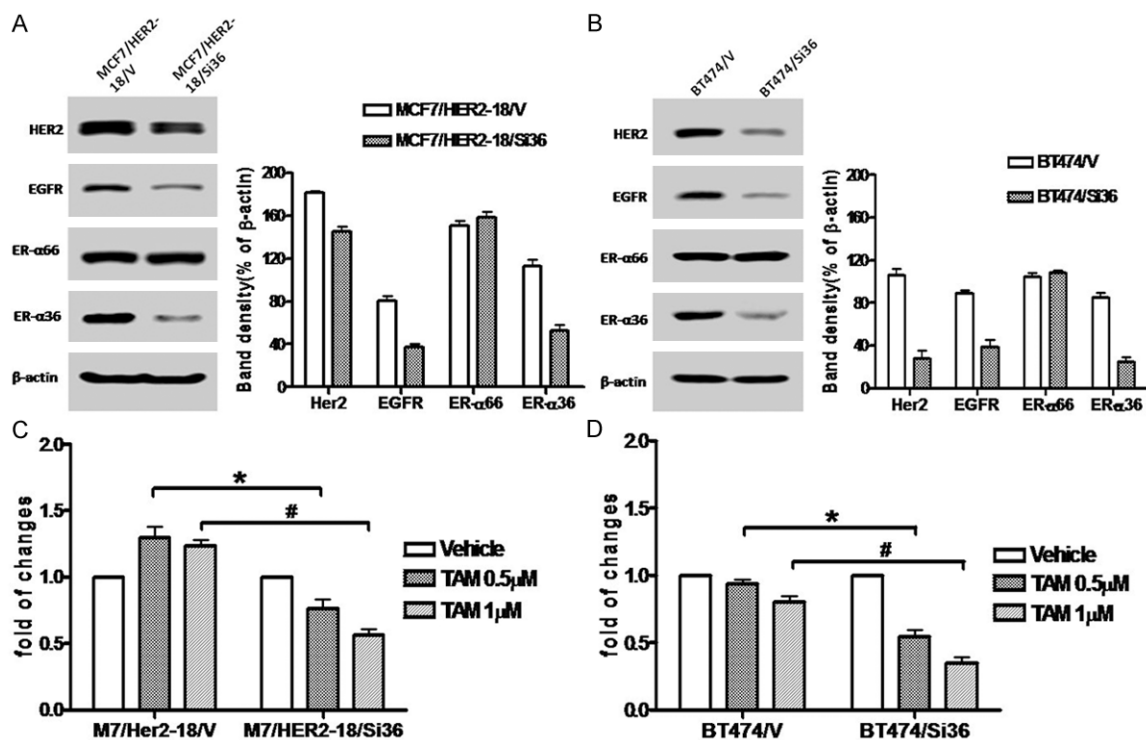 A
MCF7/HER2-
18/V
MCF7/HER2-
18/Si36
HER2
EGFR
ER-α66
ER-α36
β-actin
MCF7/HER2-18/V
MCF7/HER2-18/Si36
Band density(% of β-actin)
200
160
120
80
40
0
Her2
EGFR
ER-α66
ER-α36
B
BT474/V
BT474/Si36
HER2
EGFR
ER-α66
ER-α36
β-actin
BT474/V
BT474/Si36
Band density(% of β-actin)
200
160
120
80
40
0
Her2
EGFR
ER-α66
ER-α36
C
fold of changes
2.0
1.5
1.0
0.5
0.0
*
#
Vehicle
TAM 0.5μM
TAM 1μM
M7/Her2-18/V
M7/HER2-18/Si36
D
fold of changes
2.0
1.5
1.0
0.5
0.0
*
#
Vehicle
TAM 0.5μM
TAM 1μM
BT474/V
BT474/Si36